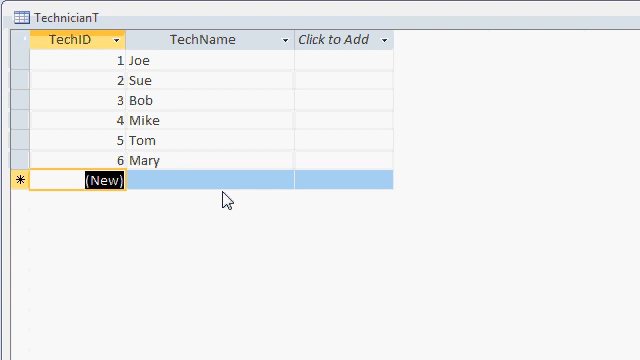 TechnicianT
TechID TechName Click to Add
1 Joe
2 Sue
3 Bob
4 Mike
5 Tom
6 Mary
* (New)